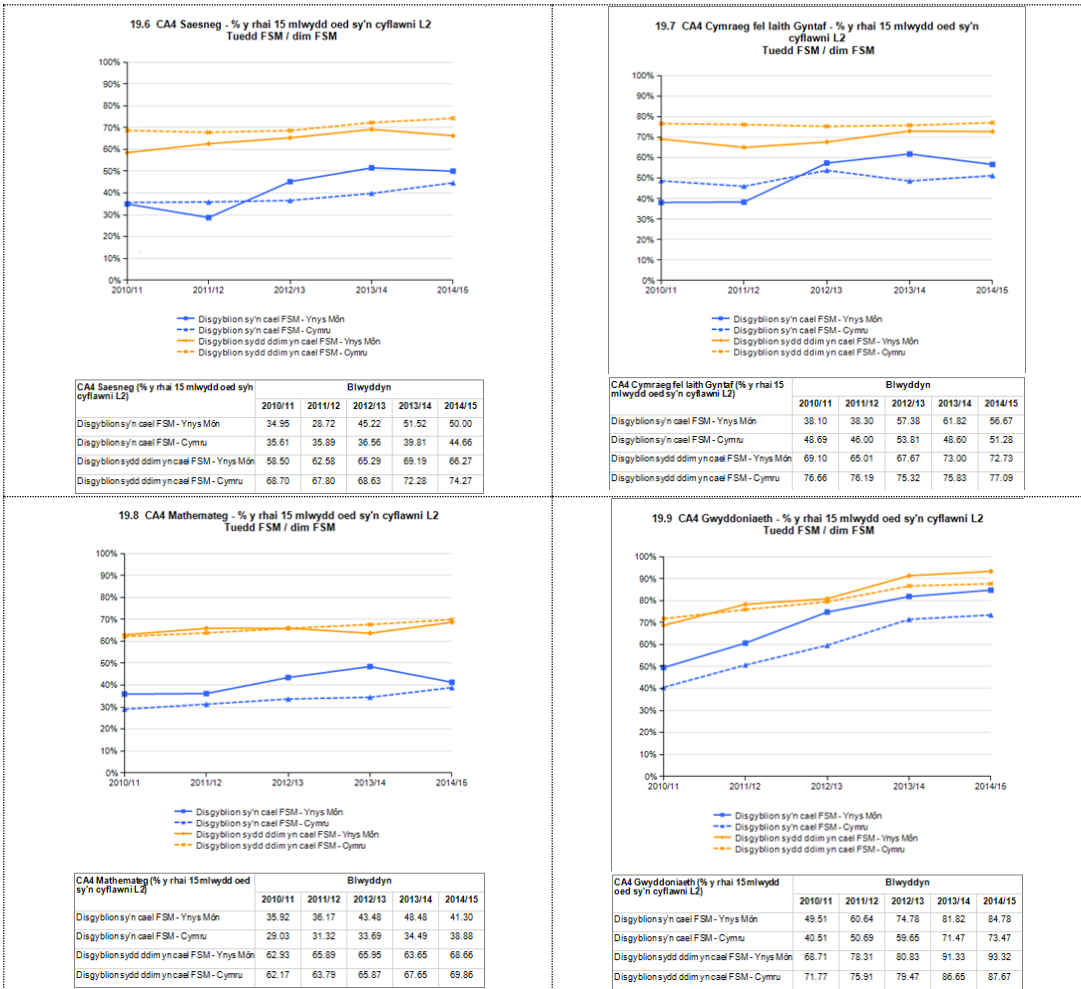 19.6 CA4 Saesneg - % y rhai 15 mlwydd oed sy'n cyflawni L2
Tuedd FSM / dim FSM
100%
90%
80%
70%
60%
50%
40%
30%
20%
10%
0%
2010/11 2011/12 2012/13 2013/14 2014/15
Disgyblion sy'n cael FSM - Ynys Môn
Disgyblion sy'n cael FSM - Cymru
Disgyblion sydd ddim yn cael FSM - Ynys Môn
Disgyblion sydd ddim yn cael FSM - Cymru
CA4 Saesneg (% y rhai 15 mlwydd oed sy'n
cyflawni L2)
Blwyddyn
2010/11 2011/12 2012/13 2013/14 2014/15
Disgyblion sy'n cael FSM - Ynys Môn 34.95 28.72 45.22 51.52 50.00
Disgyblion sy'n cael FSM - Cymru 35.61 35.89 36.56 39.81 44.66
Disgyblion sydd ddim yn cael FSM - Ynys Môn 58.50 62.58 65.29 69.19 66.27
Disgyblion sydd ddim yn cael FSM - Cymru 68.70 67.80 68.63 72.28 74.27
19.7 CA4 Cymraeg fel Iaith Gyntaf - % y rhai 15 mlwydd oed sy'n
cyflawni L2
Tuedd FSM / dim FSM
100%
90%
80%
70%
60%
50%
40%
30%
20%
10%
0%
2010/11 2011/12 2012/13 2013/14 2014/15
Disgyblion sy'n cael FSM - Ynys Môn
Disgyblion sy'n cael FSM - Cymru
Disgyblion sydd ddim yn cael FSM - Ynys Môn
Disgyblion sydd ddim yn cael FSM - Cymru
CA4 Cymraeg fel Iaith Gyntaf (% y rhai 15
mlwydd oed sy'n cyflawni L2)
Blwyddyn
2010/11 2011/12 2012/13 2013/14 2014/15
Disgyblion sy'n cael FSM - Ynys Môn 38.10 38.30 57.38 61.82 56.67
Disgyblion sy'n cael FSM - Cymru 48.69 46.00 53.81 48.60 51.28
Disgyblion sydd ddim yn cael FSM - Ynys Môn 69.10 65.01 67.67 73.00 72.73
Disgyblion sydd ddim yn cael FSM - Cymru 76.66 76.19 75.32 75.83 77.09
19.8 CA4 Mathemateg - % y rhai 15 mlwydd oed sy'n cyflawni L2
Tuedd FSM / dim FSM
100%
90%
80%
70%
60%
50%
40%
30%
20%
10%
0%
2010/11 2011/12 2012/13 2013/14 2014/15
Disgyblion sy'n cael FSM - Ynys Môn
Disgyblion sy'n cael FSM - Cymru
Disgyblion sydd ddim yn cael FSM - Ynys Môn
Disgyblion sydd ddim yn cael FSM - Cymru
CA4 Mathemateg (% y rhai 15 mlwydd oed
sy'n cyflawni L2)
Blwyddyn
2010/11 2011/12 2012/13 2013/14 2014/15
Disgyblion sy'n cael FSM - Ynys Môn 35.92 36.17 43.48 48.48 41.30
Disgyblion sy'n cael FSM - Cymru 29.03 31.32 33.69 34.49 38.88
Disgyblion sydd ddim yn cael FSM - Ynys Môn 62.93 65.89 65.95 63.65 68.66
Disgyblion sydd ddim yn cael FSM - Cymru 62.17 63.79 65.87 67.65 69.86
19.9 CA4 Gwyddoniaeth - % y rhai 15 mlwydd oed sy'n cyflawni L2
Tuedd FSM / dim FSM
100%
90%
80%
70%
60%
50%
40%
30%
20%
10%
0%
2010/11 2011/12 2012/13 2013/14 2014/15
Disgyblion sy'n cael FSM - Ynys Môn
Disgyblion sy'n cael FSM - Cymru
Disgyblion sydd ddim yn cael FSM - Ynys Môn
Disgyblion sydd ddim yn cael FSM - Cymru
CA4 Gwyddoniaeth (% y rhai 15 mlwydd
oed sy'n cyflawni L2)
Blwyddyn
2010/11 2011/12 2012/13 2013/14 2014/15
Disgyblion sy'n cael FSM - Ynys Môn 49.51 60.64 74.78 81.82 84.78
Disgyblion sy'n cael FSM - Cymru 40.51 50.69 59.65 71.47 73.47
Disgyblion sydd ddim yn cael FSM - Ynys Môn 68.71 78.31 80.83 91.33 93.32
Disgyblion sydd ddim yn cael FSM - Cymru 71.77 75.91 79.47 86.65 87.67